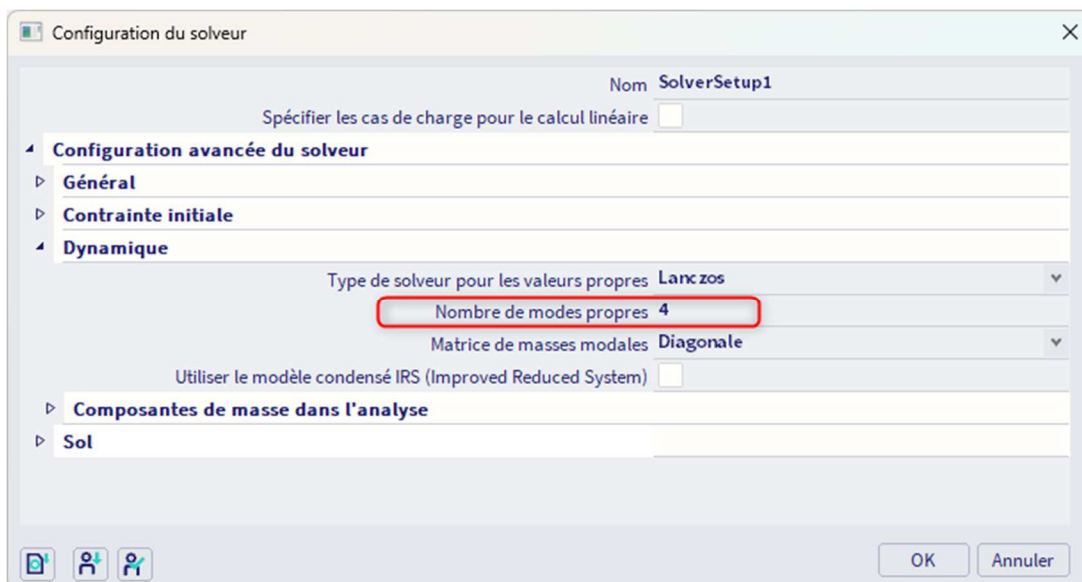 Configuration du solveur
Nom SolverSetup1
Spécifier les cas de charge pour le calcul linéaire
Configuration avancée du solveur
Général
Contrainte initiale
Dynamique
Type de solveur pour les valeurs propres Lanczos
Nombre de modes propres 4
Matrice de masses modales Diagonale
Utiliser le modèle condensé IRS (Improved Reduced System)
Composantes de masse dans l'analyse
Sol
OK Annuler